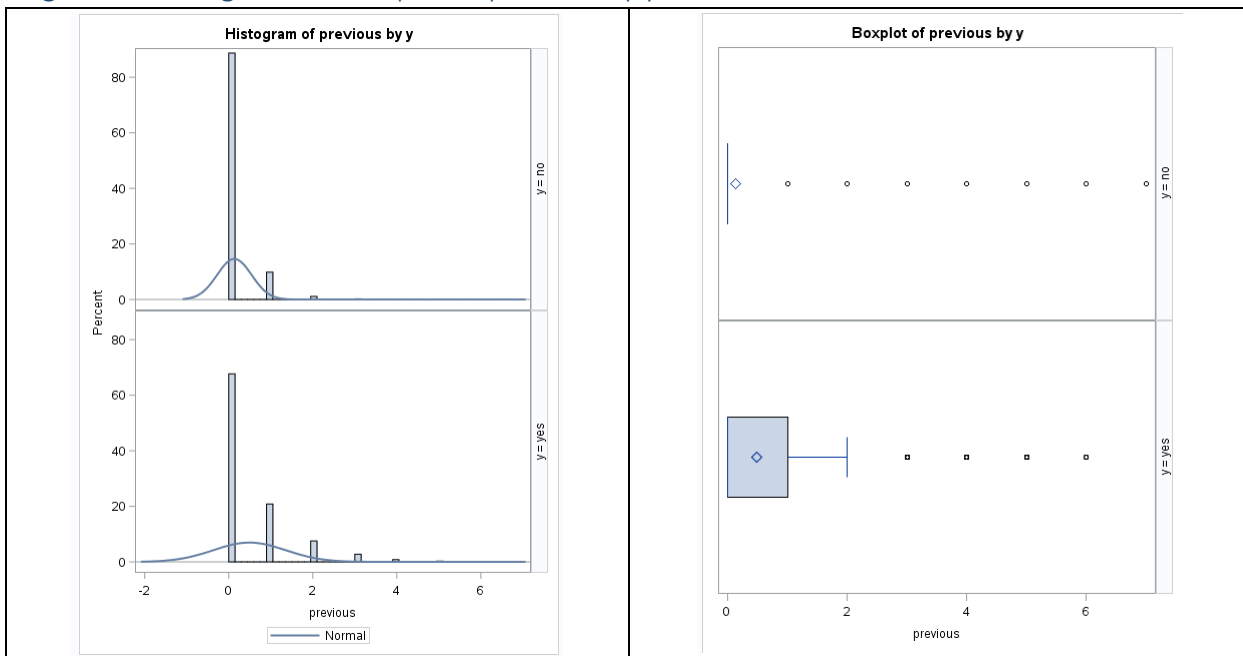 Histogram of previous by y
80
60
40
20
0
y = no
Percent
80
60
40
20
0
y = yes
-2 0 2 4 6
previous
Normal
Boxplot of previous by y
y = no
y = yes
0 2 4 6
previous